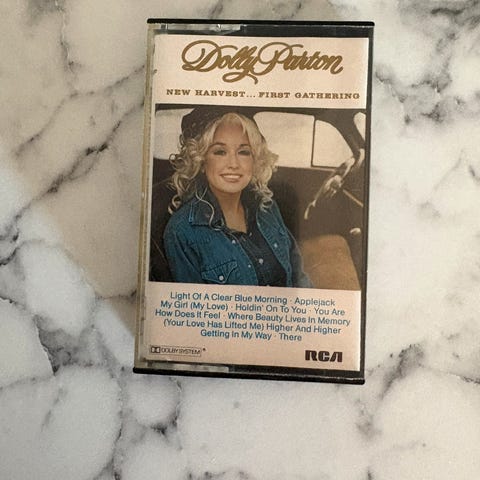 Dolly Parton
NEW HARVEST... FIRST GATHERING
Light Of A Clear Blue Morning · Applejack
My Girl (My Love) · Holdin' On To You · You Are
How Does It Feel · Where Beauty Lives In Memory
(Your Love Has Lifted Me) Higher And Higher
Getting In My Way · There
DOLBY SYSTEM®
RCA